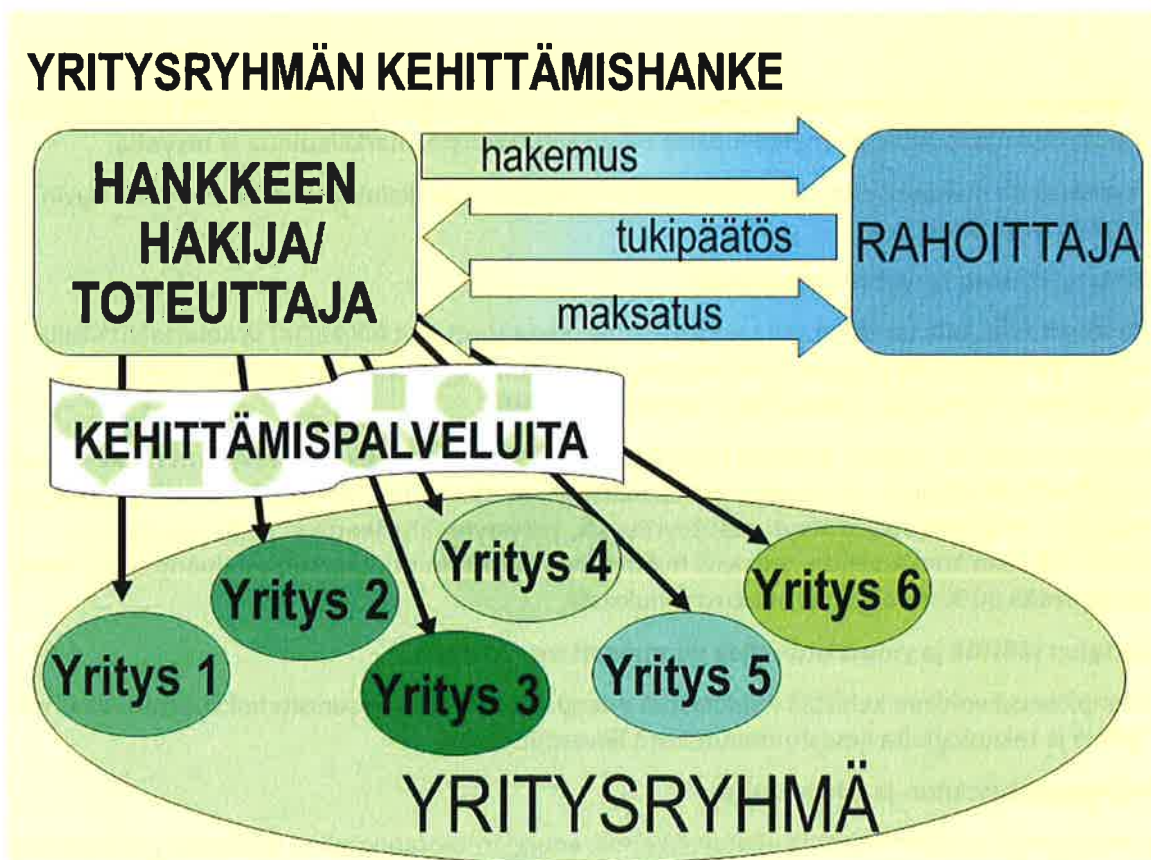 YRITYSRYHMÄN KEHITTÄMISHANKE
HANKKEEN
HAKIJA/
TOTEUTTAJA
hakemus
tukipäätös
maksatus
RAHOITTAJA
KEHITTÄMISPALVELUITA
Yritys 1
Yritys 2
Yritys 3
Yritys 4
Yritys 5
Yritys 6
YRITYSRYHMÄ